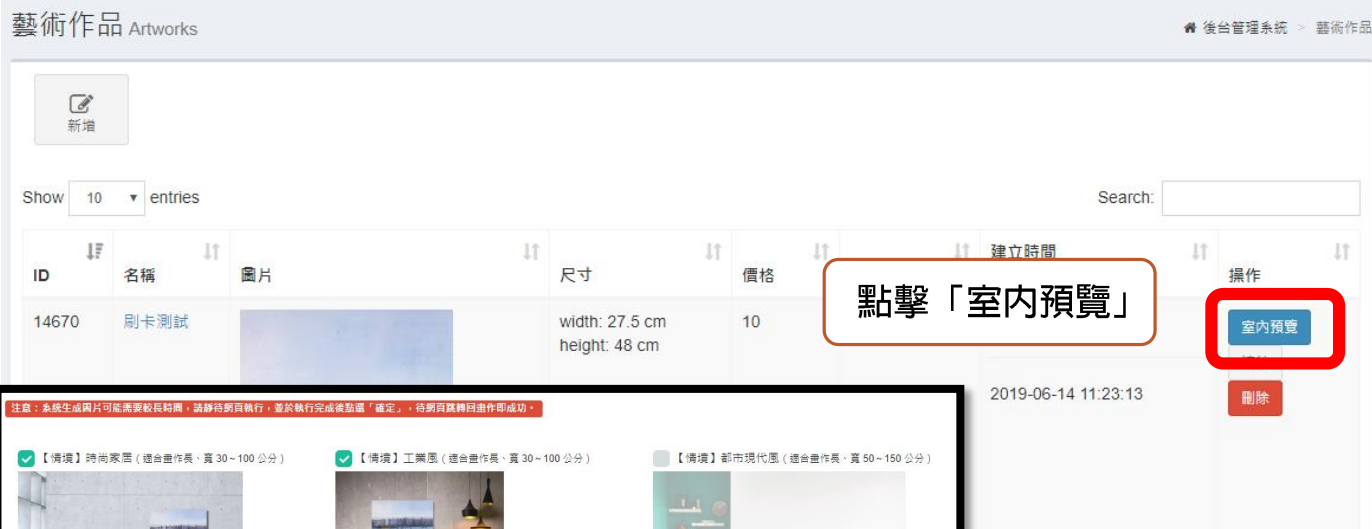 藝術作品 Artworks
後台管理系統 > 藝術作品
新增
Show 10 entries
Search:
ID
名稱
圖片
尺寸
價格
建立時間
操作
點擊「室內預覽」
14670
刷卡測試
width: 27.5 cm
height: 48 cm
10
室內預覽
2019-06-14 11:23:13
刪除
注意：系統生成圖片可能需要較長時間，請靜待網頁執行，並於執行完成後點選「確定」，待網頁跳轉回畫作即成功。
【情境】時尚家居 ( 適合畫作長、寬 30 ~ 100 公分 )
【情境】工業風 ( 適合畫作長、寬 30 ~ 100 公分 )
【情境】都市現代風 ( 適合畫作長、寬 50 ~ 150 公分 )